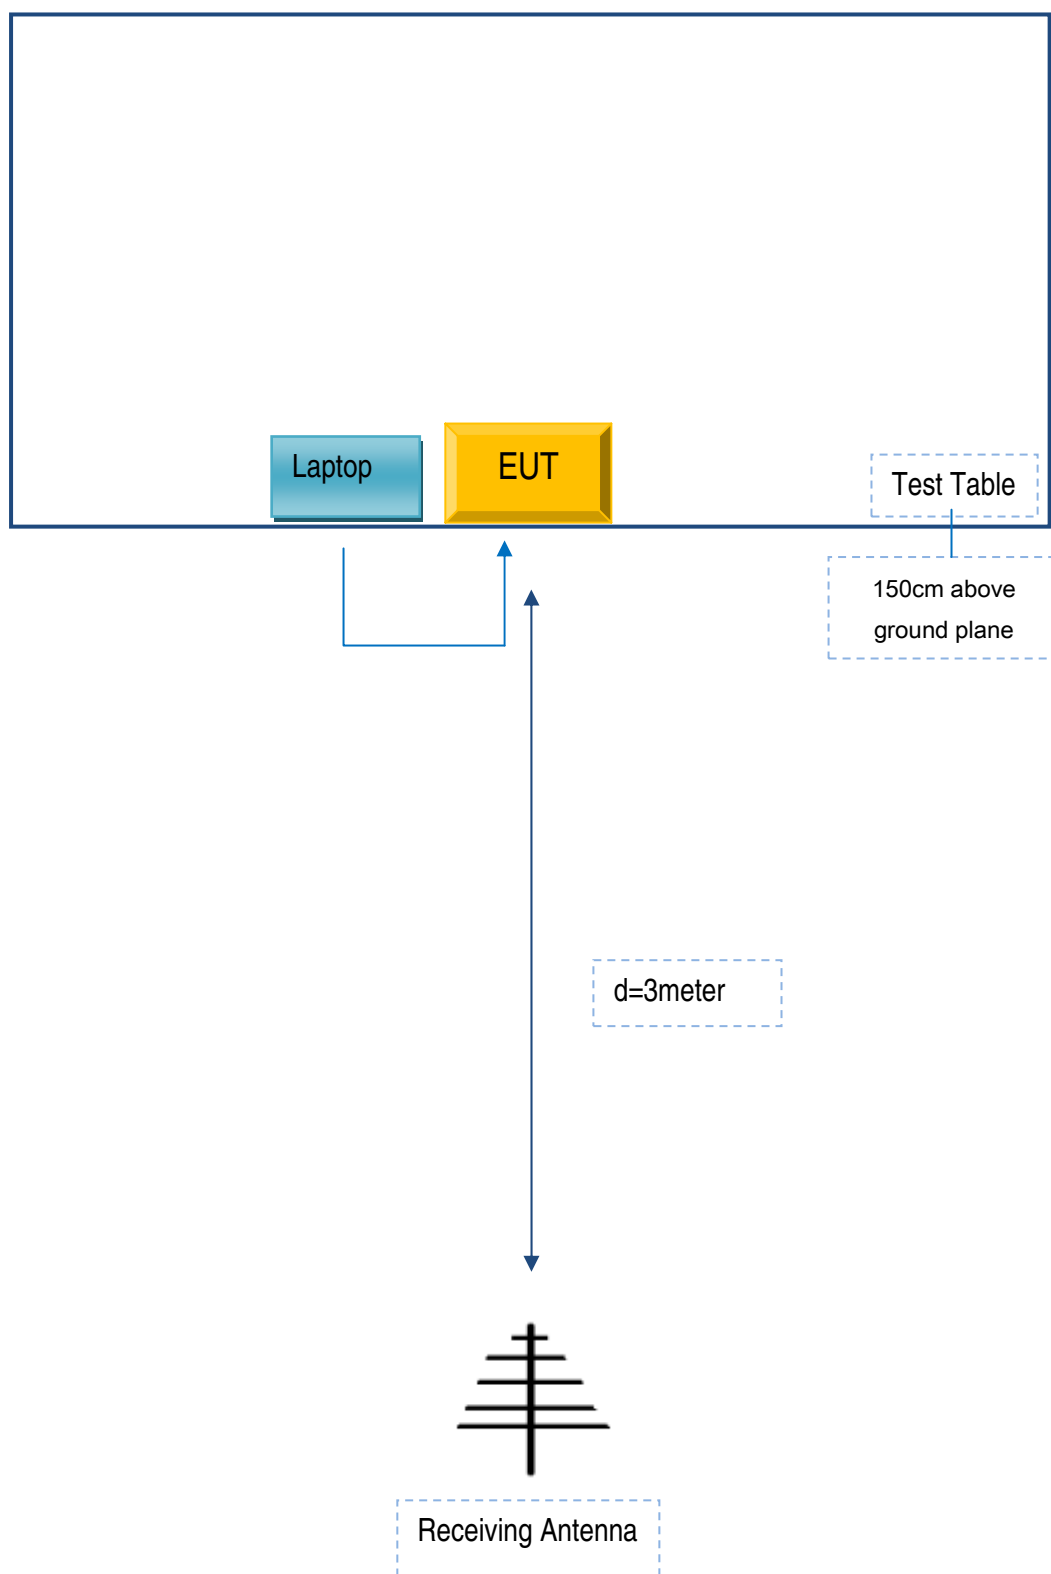 Laptop
EUT
Test Table
150cm above
ground plane
d=3meter
Receiving Antenna